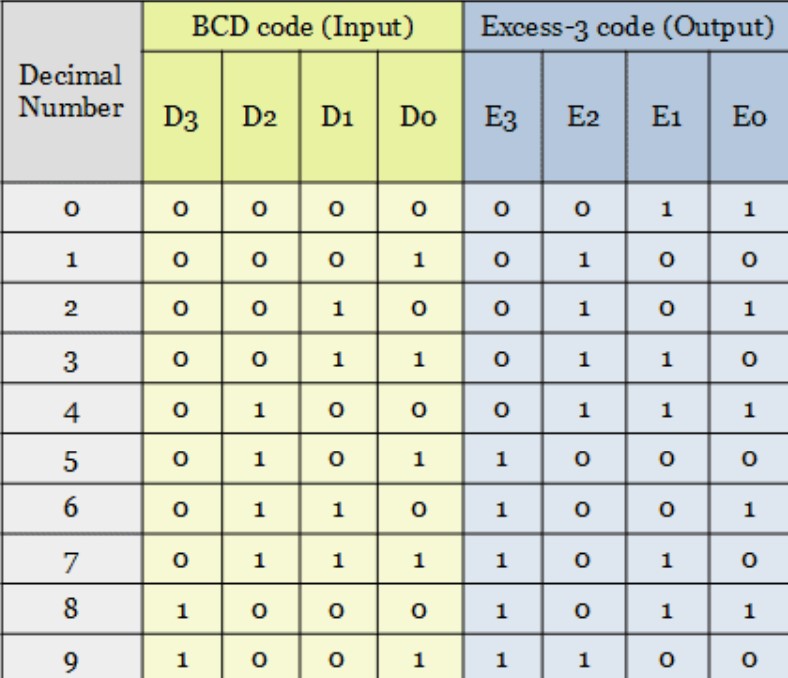 BCD code (Input) Excess-3 code (Output)
Decimal Number D3 D2 D1 D0 E3 E2 E1 E0
0 0 0 0 0 0 0 1 1
1 0 0 0 1 0 1 0 0
2 0 0 1 0 0 1 0 1
3 0 0 1 1 0 1 1 0
4 0 1 0 0 0 1 1 1
5 0 1 0 1 1 0 0 0
6 0 1 1 0 1 0 0 1
7 0 1 1 1 1 0 1 0
8 1 0 0 0 1 0 1 1
9 1 0 0 1 1 1 0 0